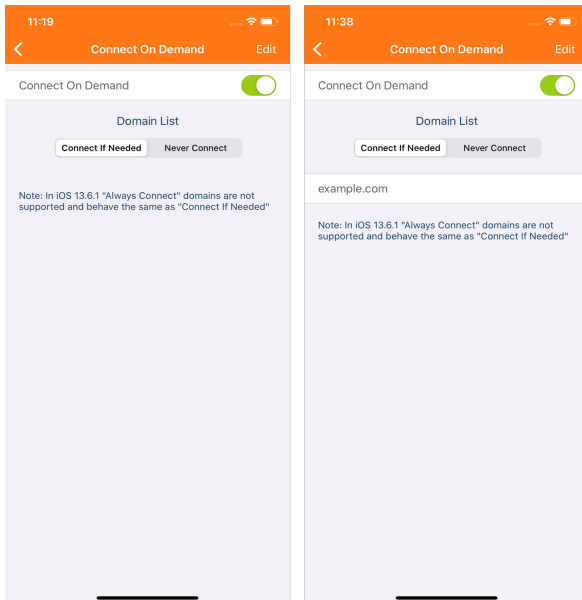 11:19
Connect On Demand Edit
Connect On Demand
Domain List
Connect If Needed Never Connect
Note: In iOS 13.6.1 "Always Connect" domains are not
supported and behave the same as "Connect If Needed"
11:38
Connect On Demand Edit
Connect On Demand
Domain List
Connect If Needed Never Connect
example.com
Note: In iOS 13.6.1 "Always Connect" domains are not
supported and behave the same as "Connect If Needed"